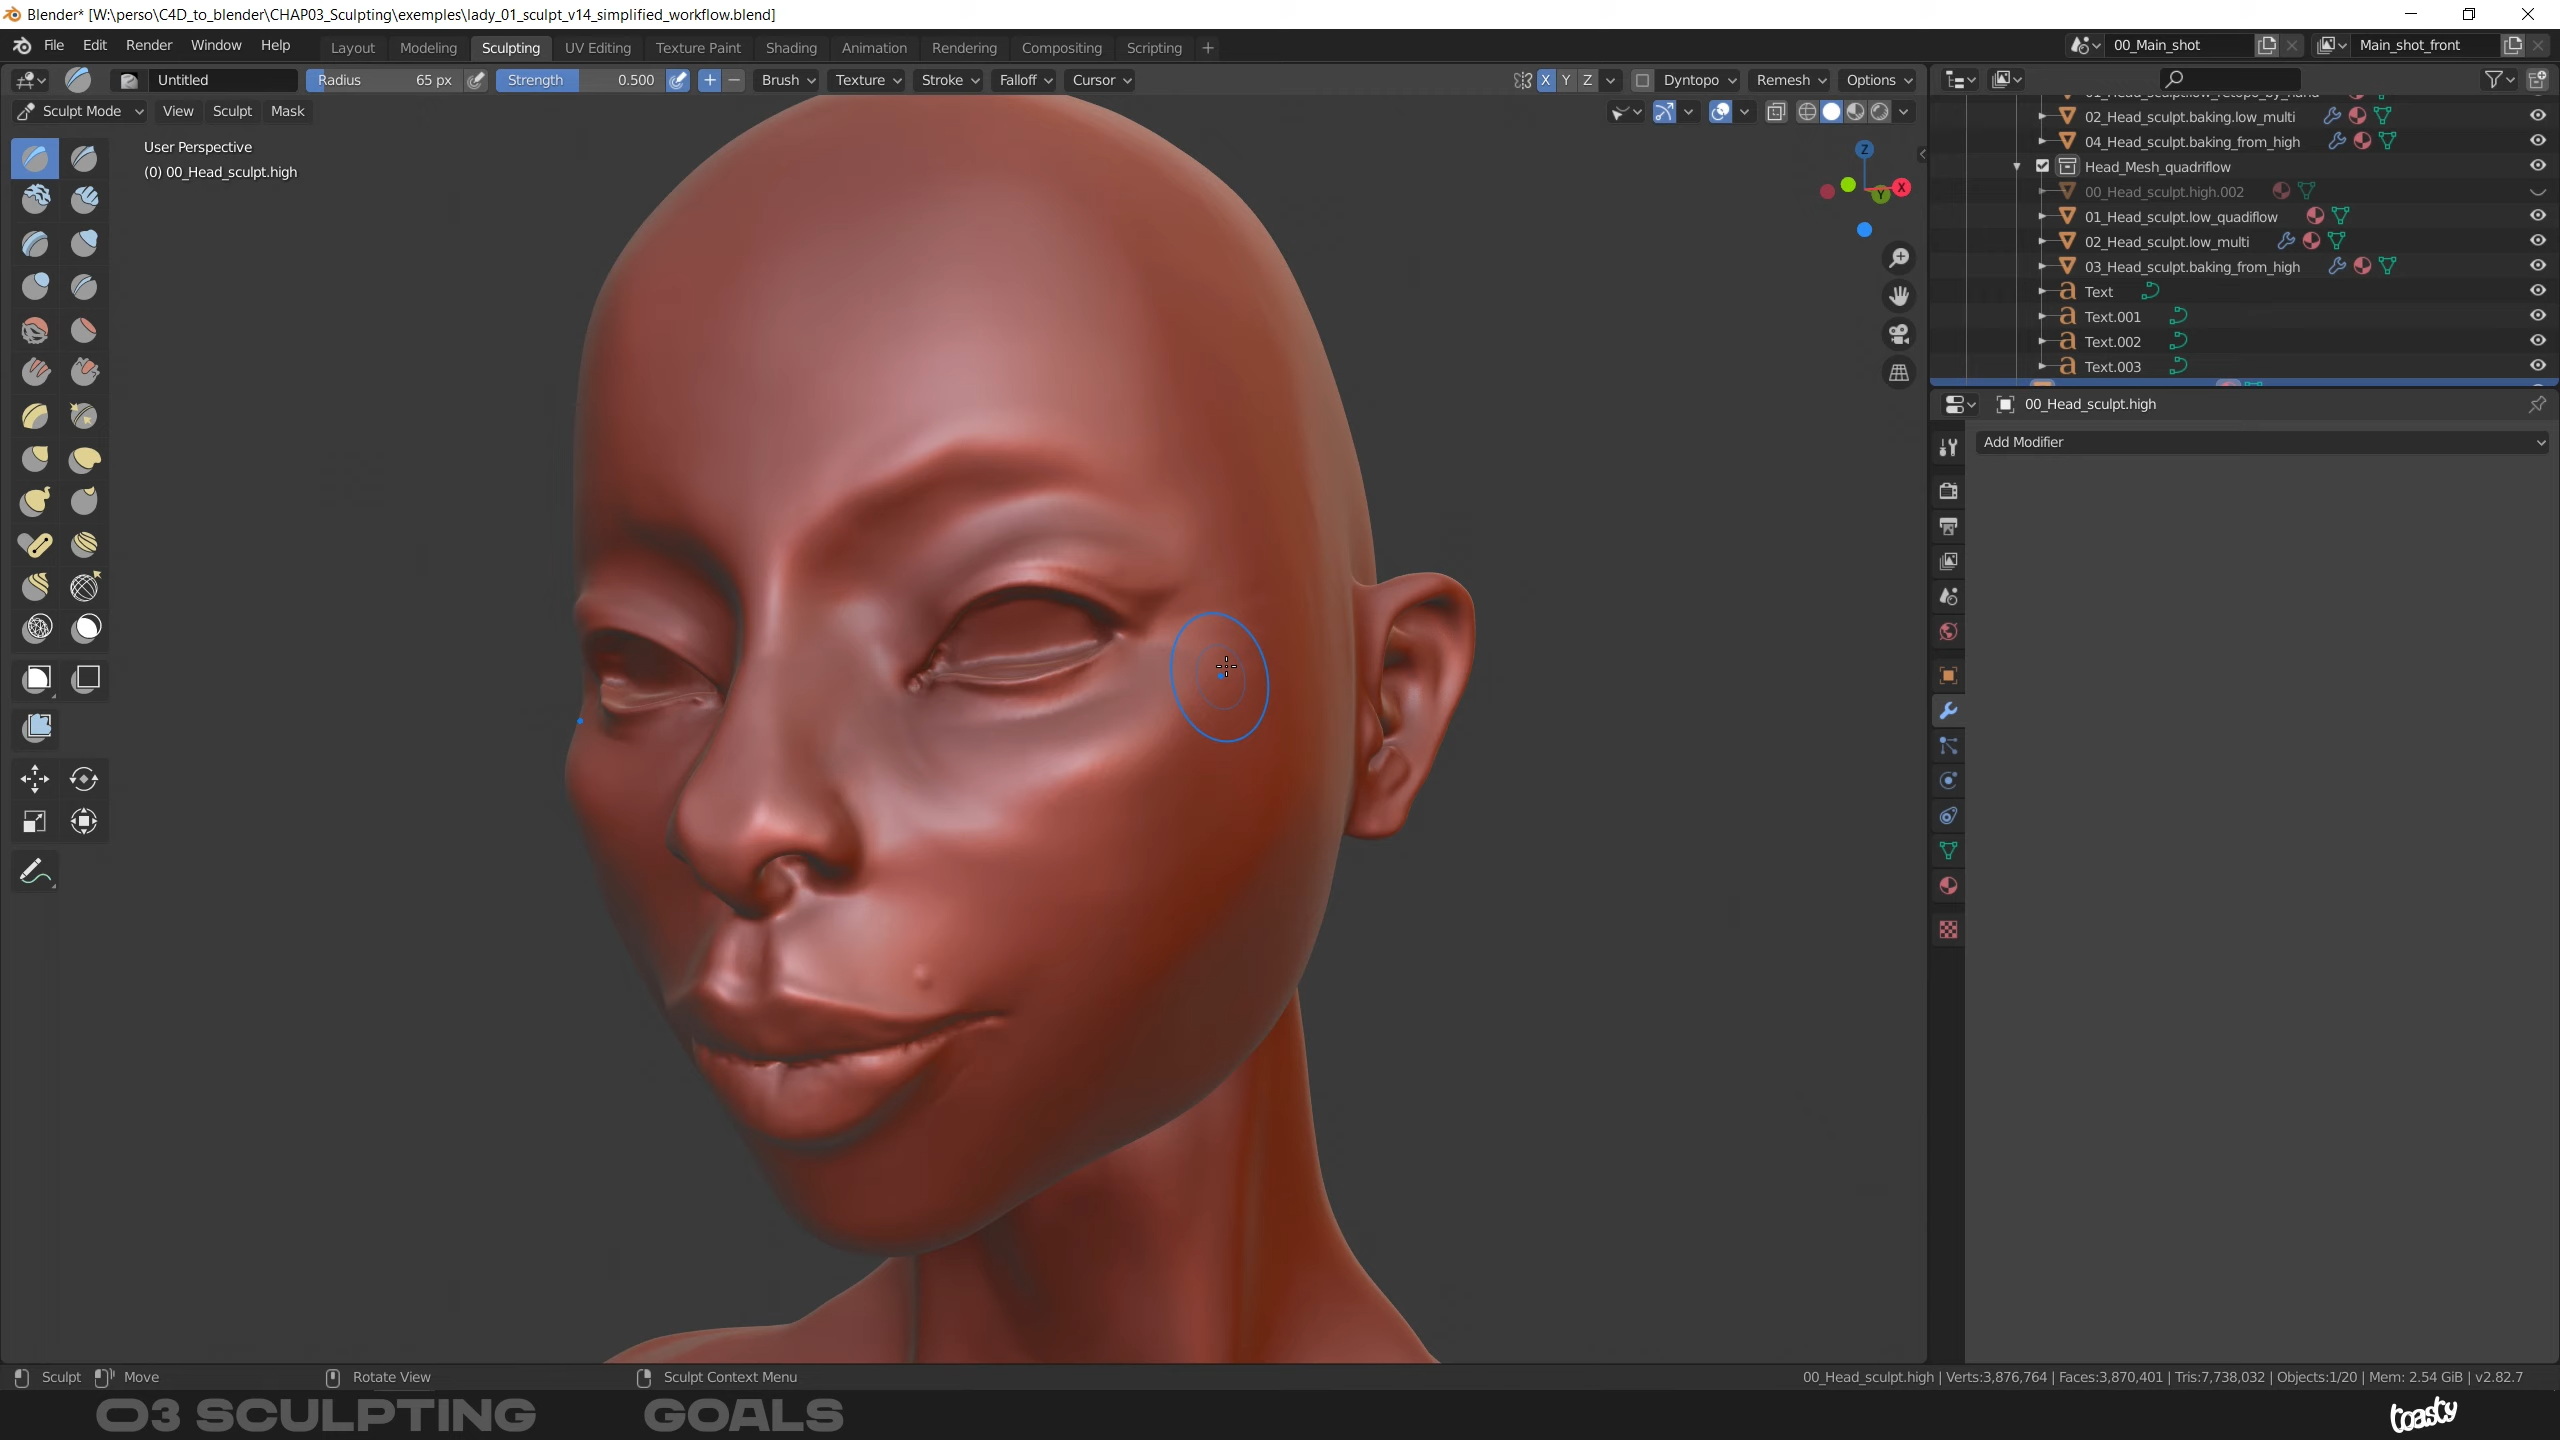 Blender* [W:\perso\C4D_to_blender\CHAP03_Sculpting\exemples\lady_01_sculpt_v14_simplified_workflow.blend]
File Edit Render Window Help Layout Modeling Sculpting UV Editing Texture Paint Shading Animation Rendering Compositing Scripting + 00_Main_shot Main_shot_front
Untitled Radius 65 px Strength 0.500 Brush Texture Stroke Falloff Cursor X Y Z Dyntopo Remesh Options
Sculpt Mode View Sculpt Mask
User Perspective
(0) 00_Head_sculpt.high
Z
X
Y
02_Head_sculpt.baking.low_multi
04_Head_sculpt.baking_from_high
Head_Mesh_quadriflow
00_Head_sculpt.high.002
01_Head_sculpt.low_quadiflow
02_Head_sculpt.low_multi
03_Head_sculpt.baking_from_high
Text
Text.001
Text.002
Text.003
00_Head_sculpt.high
Add Modifier
Sculpt Move Rotate View Sculpt Context Menu 00_Head_sculpt.high | Verts:3,876,764 | Faces:3,870,401 | Tris:7,738,032 | Objects:1/20 | Mem: 2.54 GiB | v2.82.7
03 SCULPTING GOALS toasty